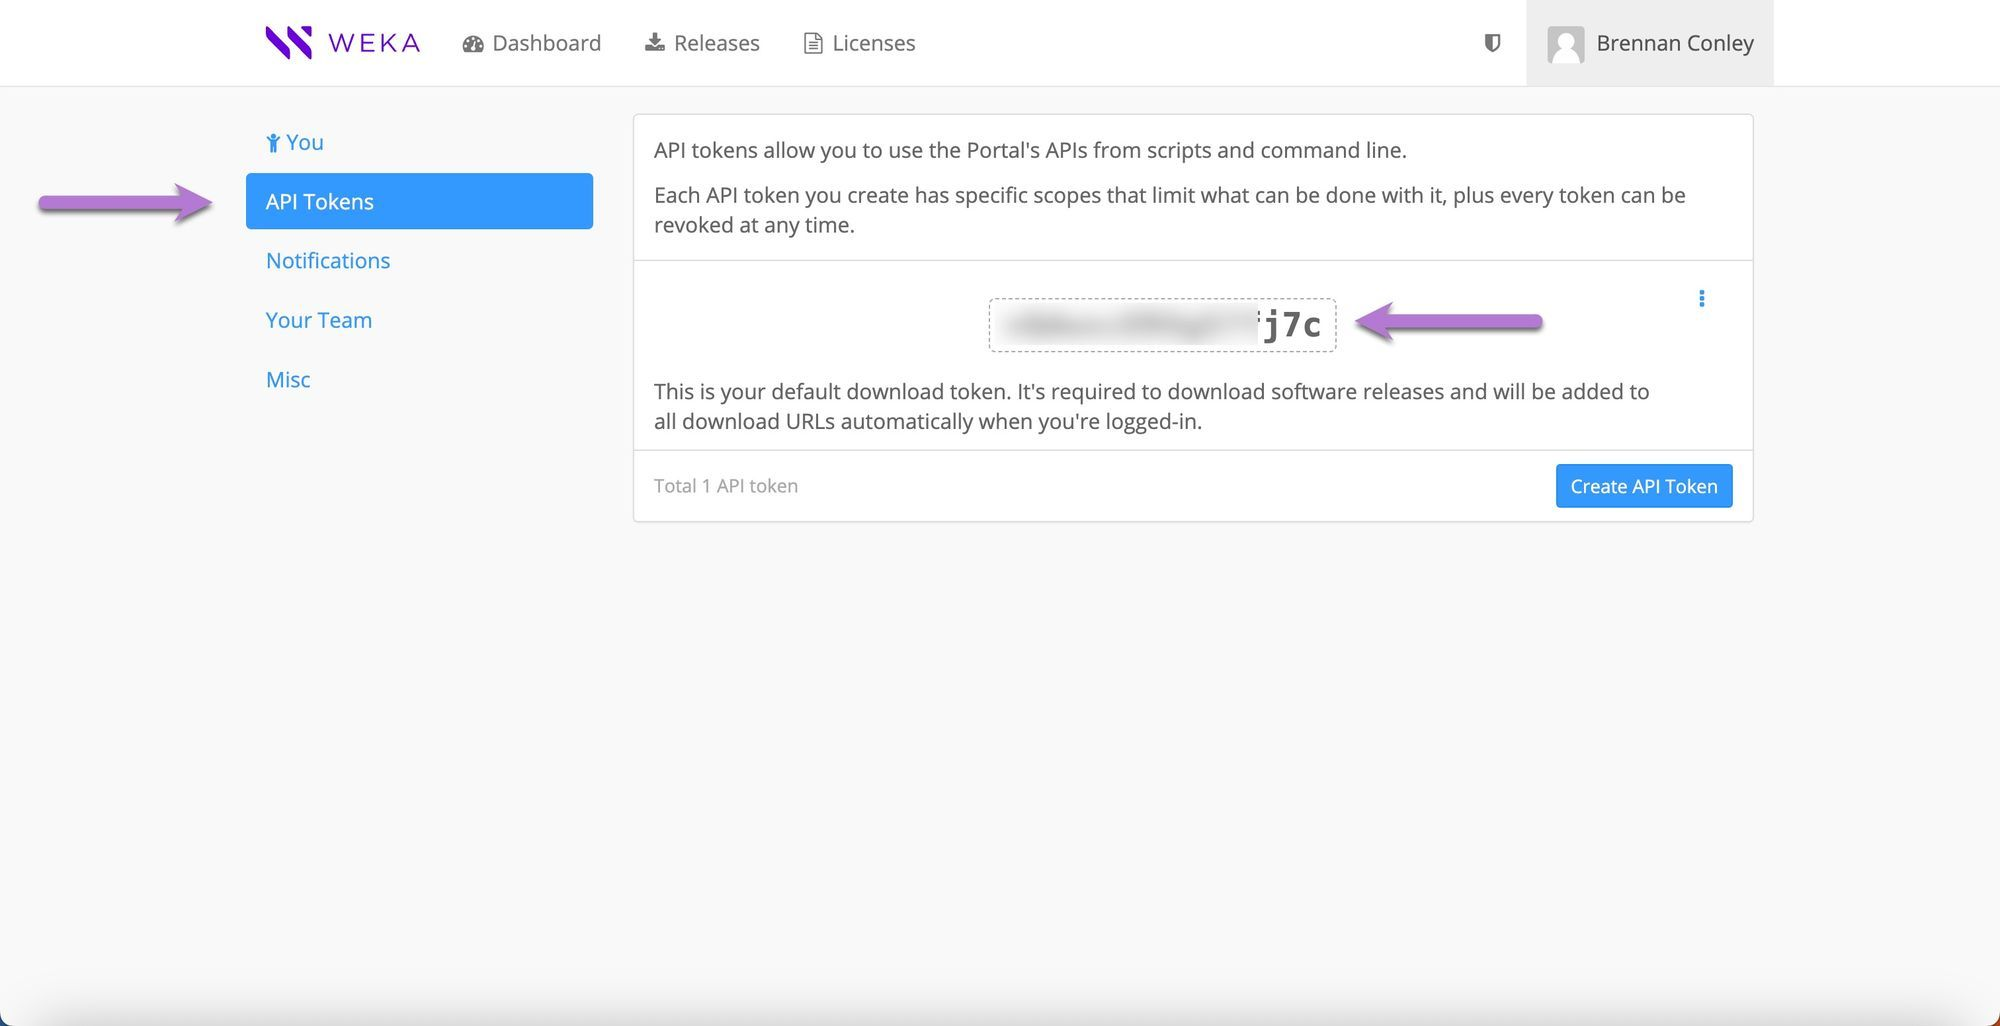 WEKA Dashboard Releases Licenses Brennan Conley
You
API Tokens
Notifications
Your Team
Misc
API tokens allow you to use the Portal's APIs from scripts and command line.
Each API token you create has specific scopes that limit what can be done with it, plus every token can be
revoked at any time.
j7c
This is your default download token. It's required to download software releases and will be added to
all download URLs automatically when you're logged-in.
Total 1 API token
Create API Token